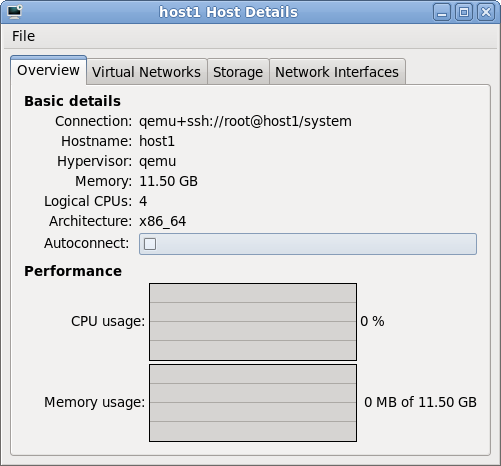 host1 Host Details
File
Overview Virtual Networks Storage Network Interfaces
Basic details
Connection: qemu+ssh://root@host1/system
Hostname: host1
Hypervisor: qemu
Memory: 11.50 GB
Logical CPUs: 4
Architecture: x86_64
Autoconnect:
Performance
CPU usage: 0 %
Memory usage: 0 MB of 11.50 GB